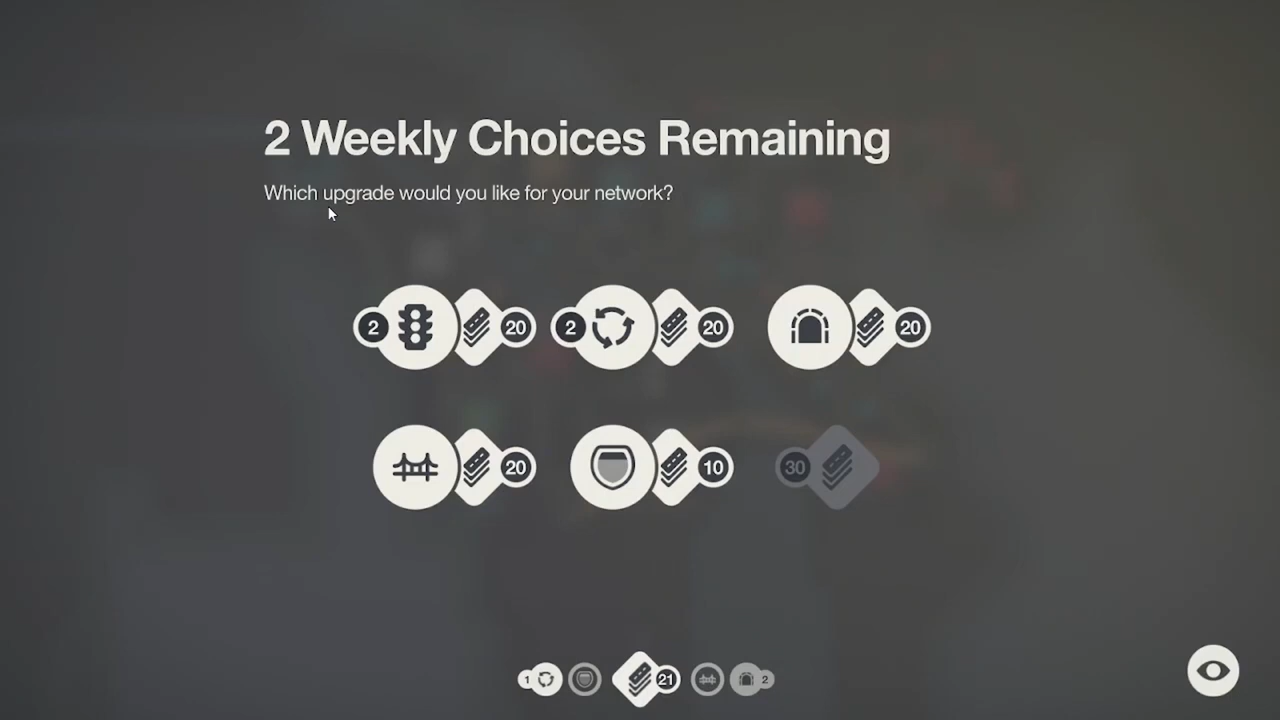 2 Weekly Choices Remaining
Which upgrade would you like for your network?
2 20 2 20 20
20 10 30
1 21 2